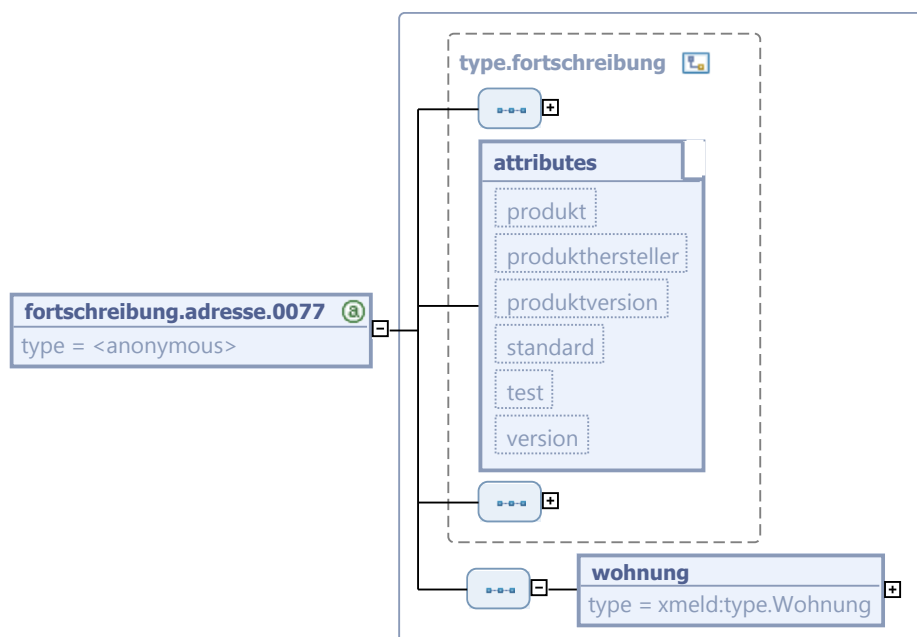 type.fortschreibung
attributes
produkt
produkthersteller
produktversion
fortschreibung.adresse.0077 a
type = <anonymous>
standard
test
version
wohnung
type = xmeld:type.Wohnung